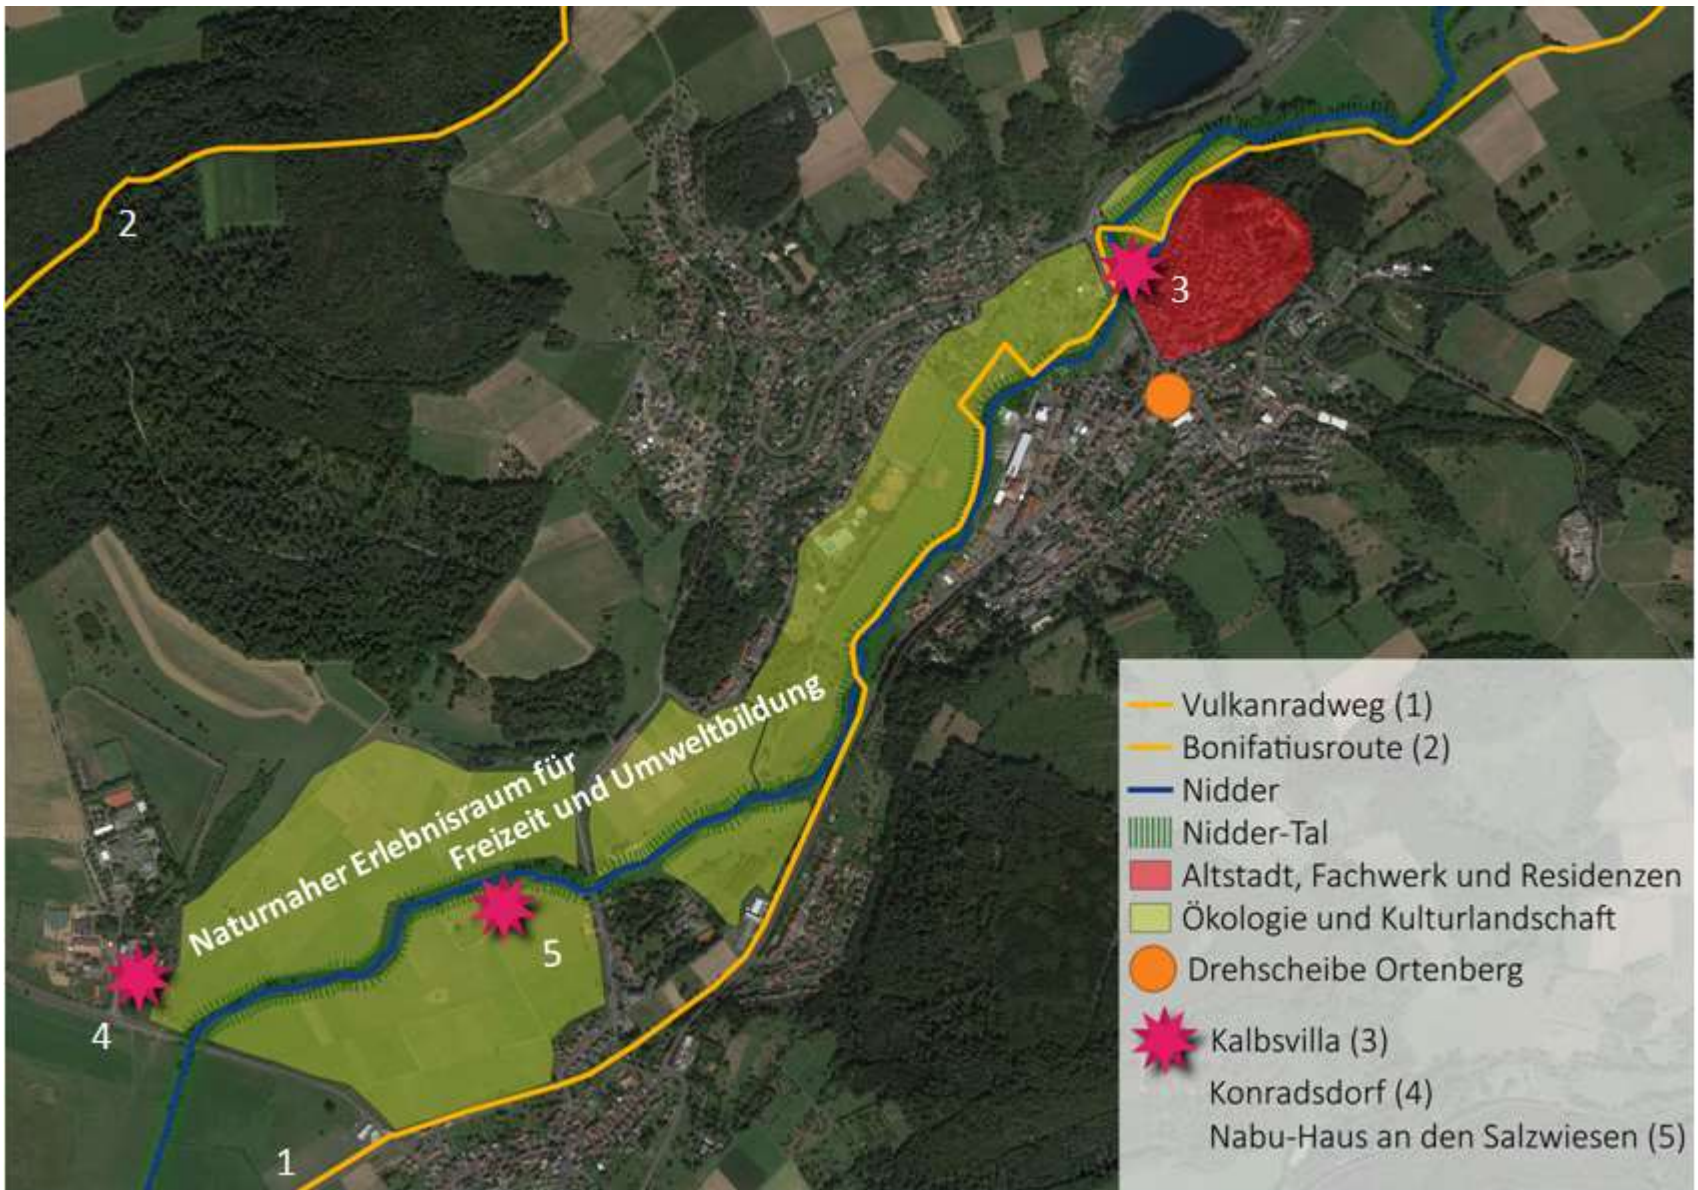 2
3
Naturnaher Erlebnisraum für
Freizeit und Umweltbildung
5
4
1
Vulkanradweg (1)
Bonifatiusroute (2)
Nidder
Nidder-Tal
Altstadt, Fachwerk und Residenzen
Ökologie und Kulturlandschaft
Drehscheibe Ortenberg
Kalbsvilla (3)
Konradsdorf (4)
Nabu-Haus an den Salzwiesen (5)